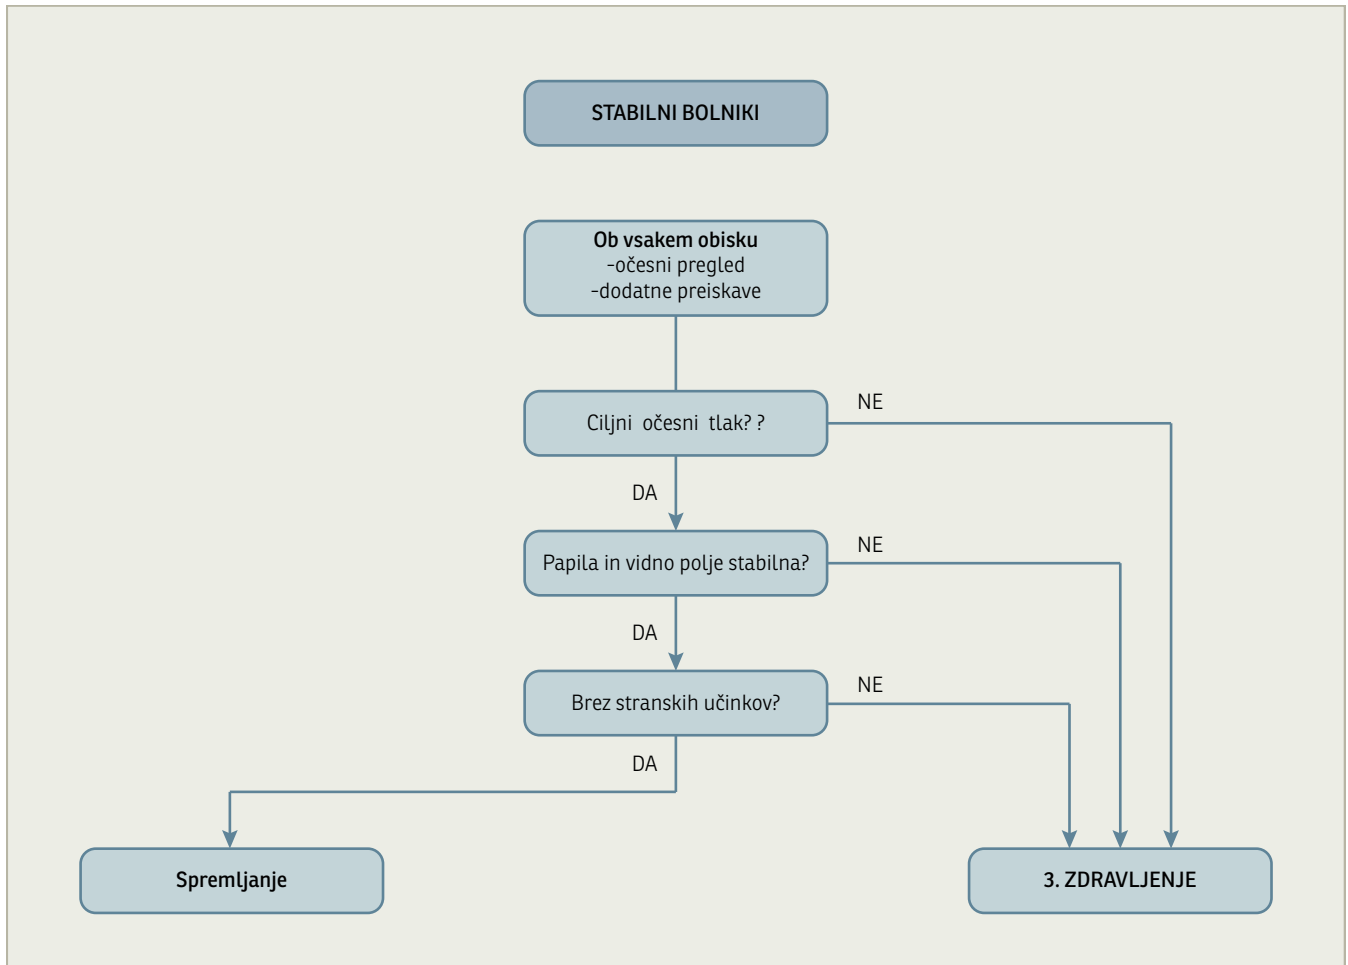 STABILNI BOLNIKI
Ob vsakem obisku
-očesni pregled
-dodatne preiskave
Ciljni očesni tlak? ?
NE
DA
Papila in vidno polje stabilna?
NE
DA
Brez stranskih učinkov?
NE
DA
Spremljanje
3. ZDRAVLJENJE